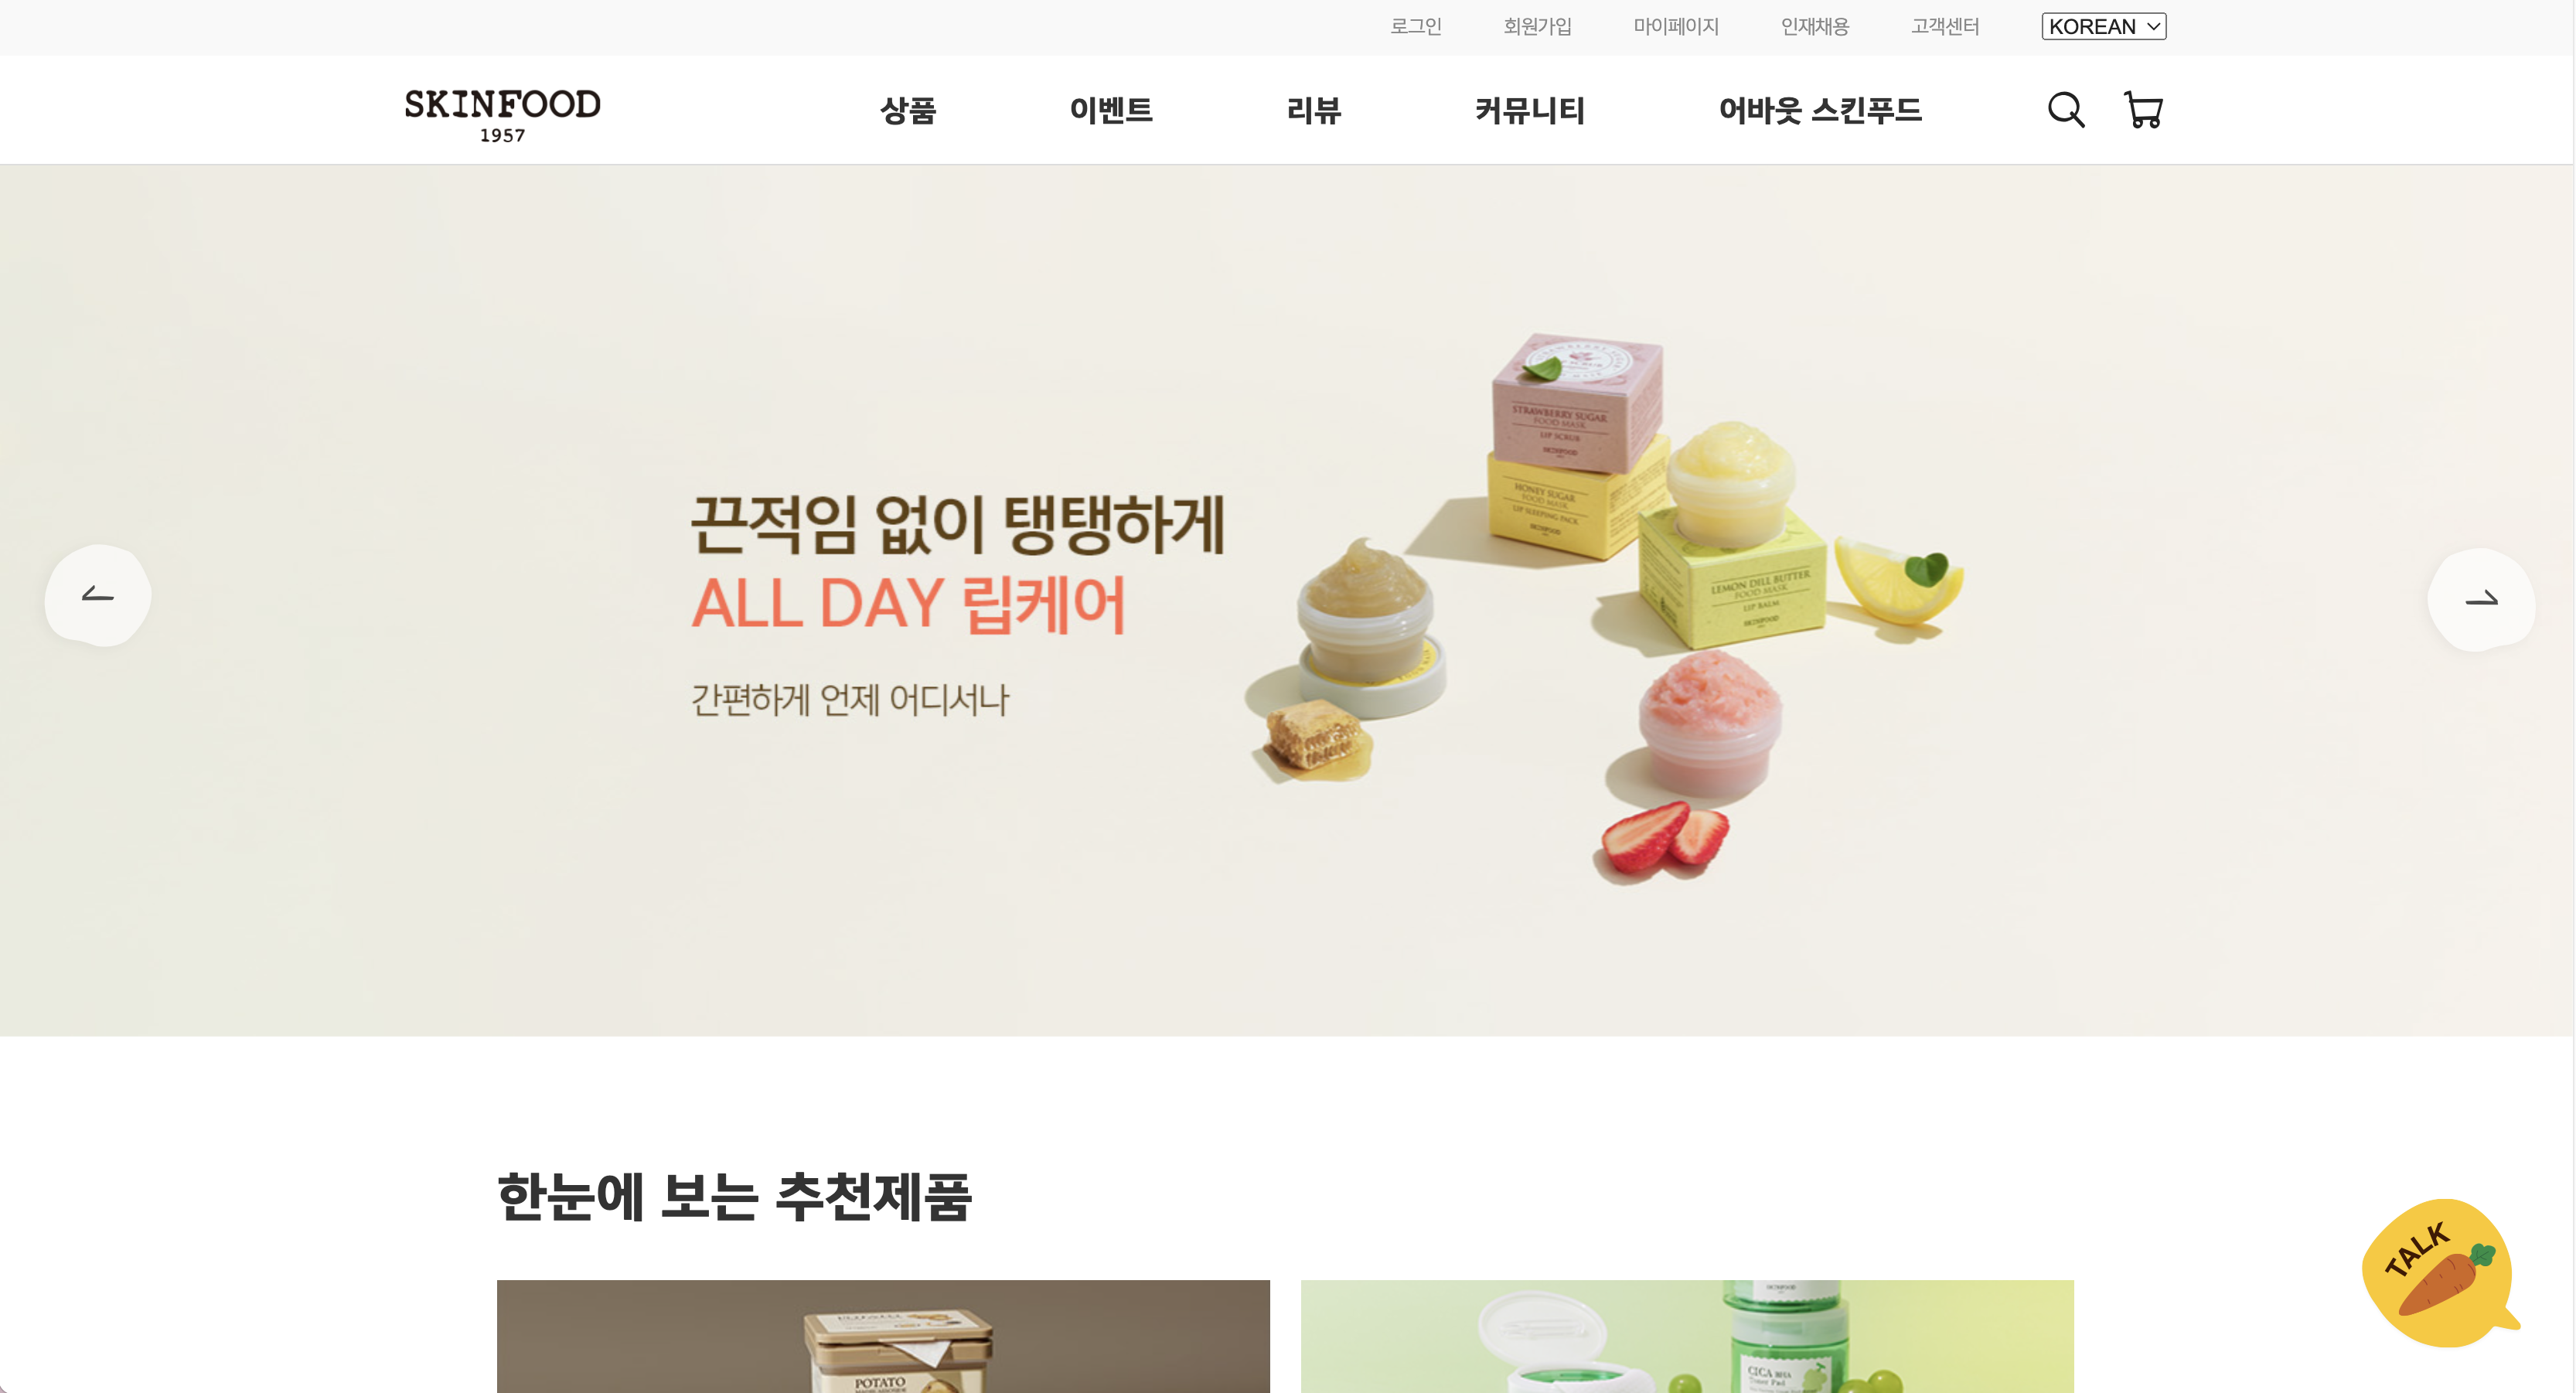 로그인 회원가입 마이페이지 인재채용 고객센터 KOREAN
SKINFOOD
1957
상품 이벤트 리뷰 커뮤니티 어바웃 스킨푸드
끈적임 없이 탱탱하게
ALL DAY 립케어
간편하게 언제 어디서나
STRAWBERRY SUGAR
FOOD MASK
LIP SCRUB
SKINFOOD
HONEY SUGAR
FOOD MASK
LIP SLEEPING PACK
SKINFOOD
LEMON DILL BUTTER
FOOD MASK
LIP BALM
SKINFOOD
한눈에 보는 추천제품
TALK
POTATO
SKINFOOD
CICA BHA
Toner Pad